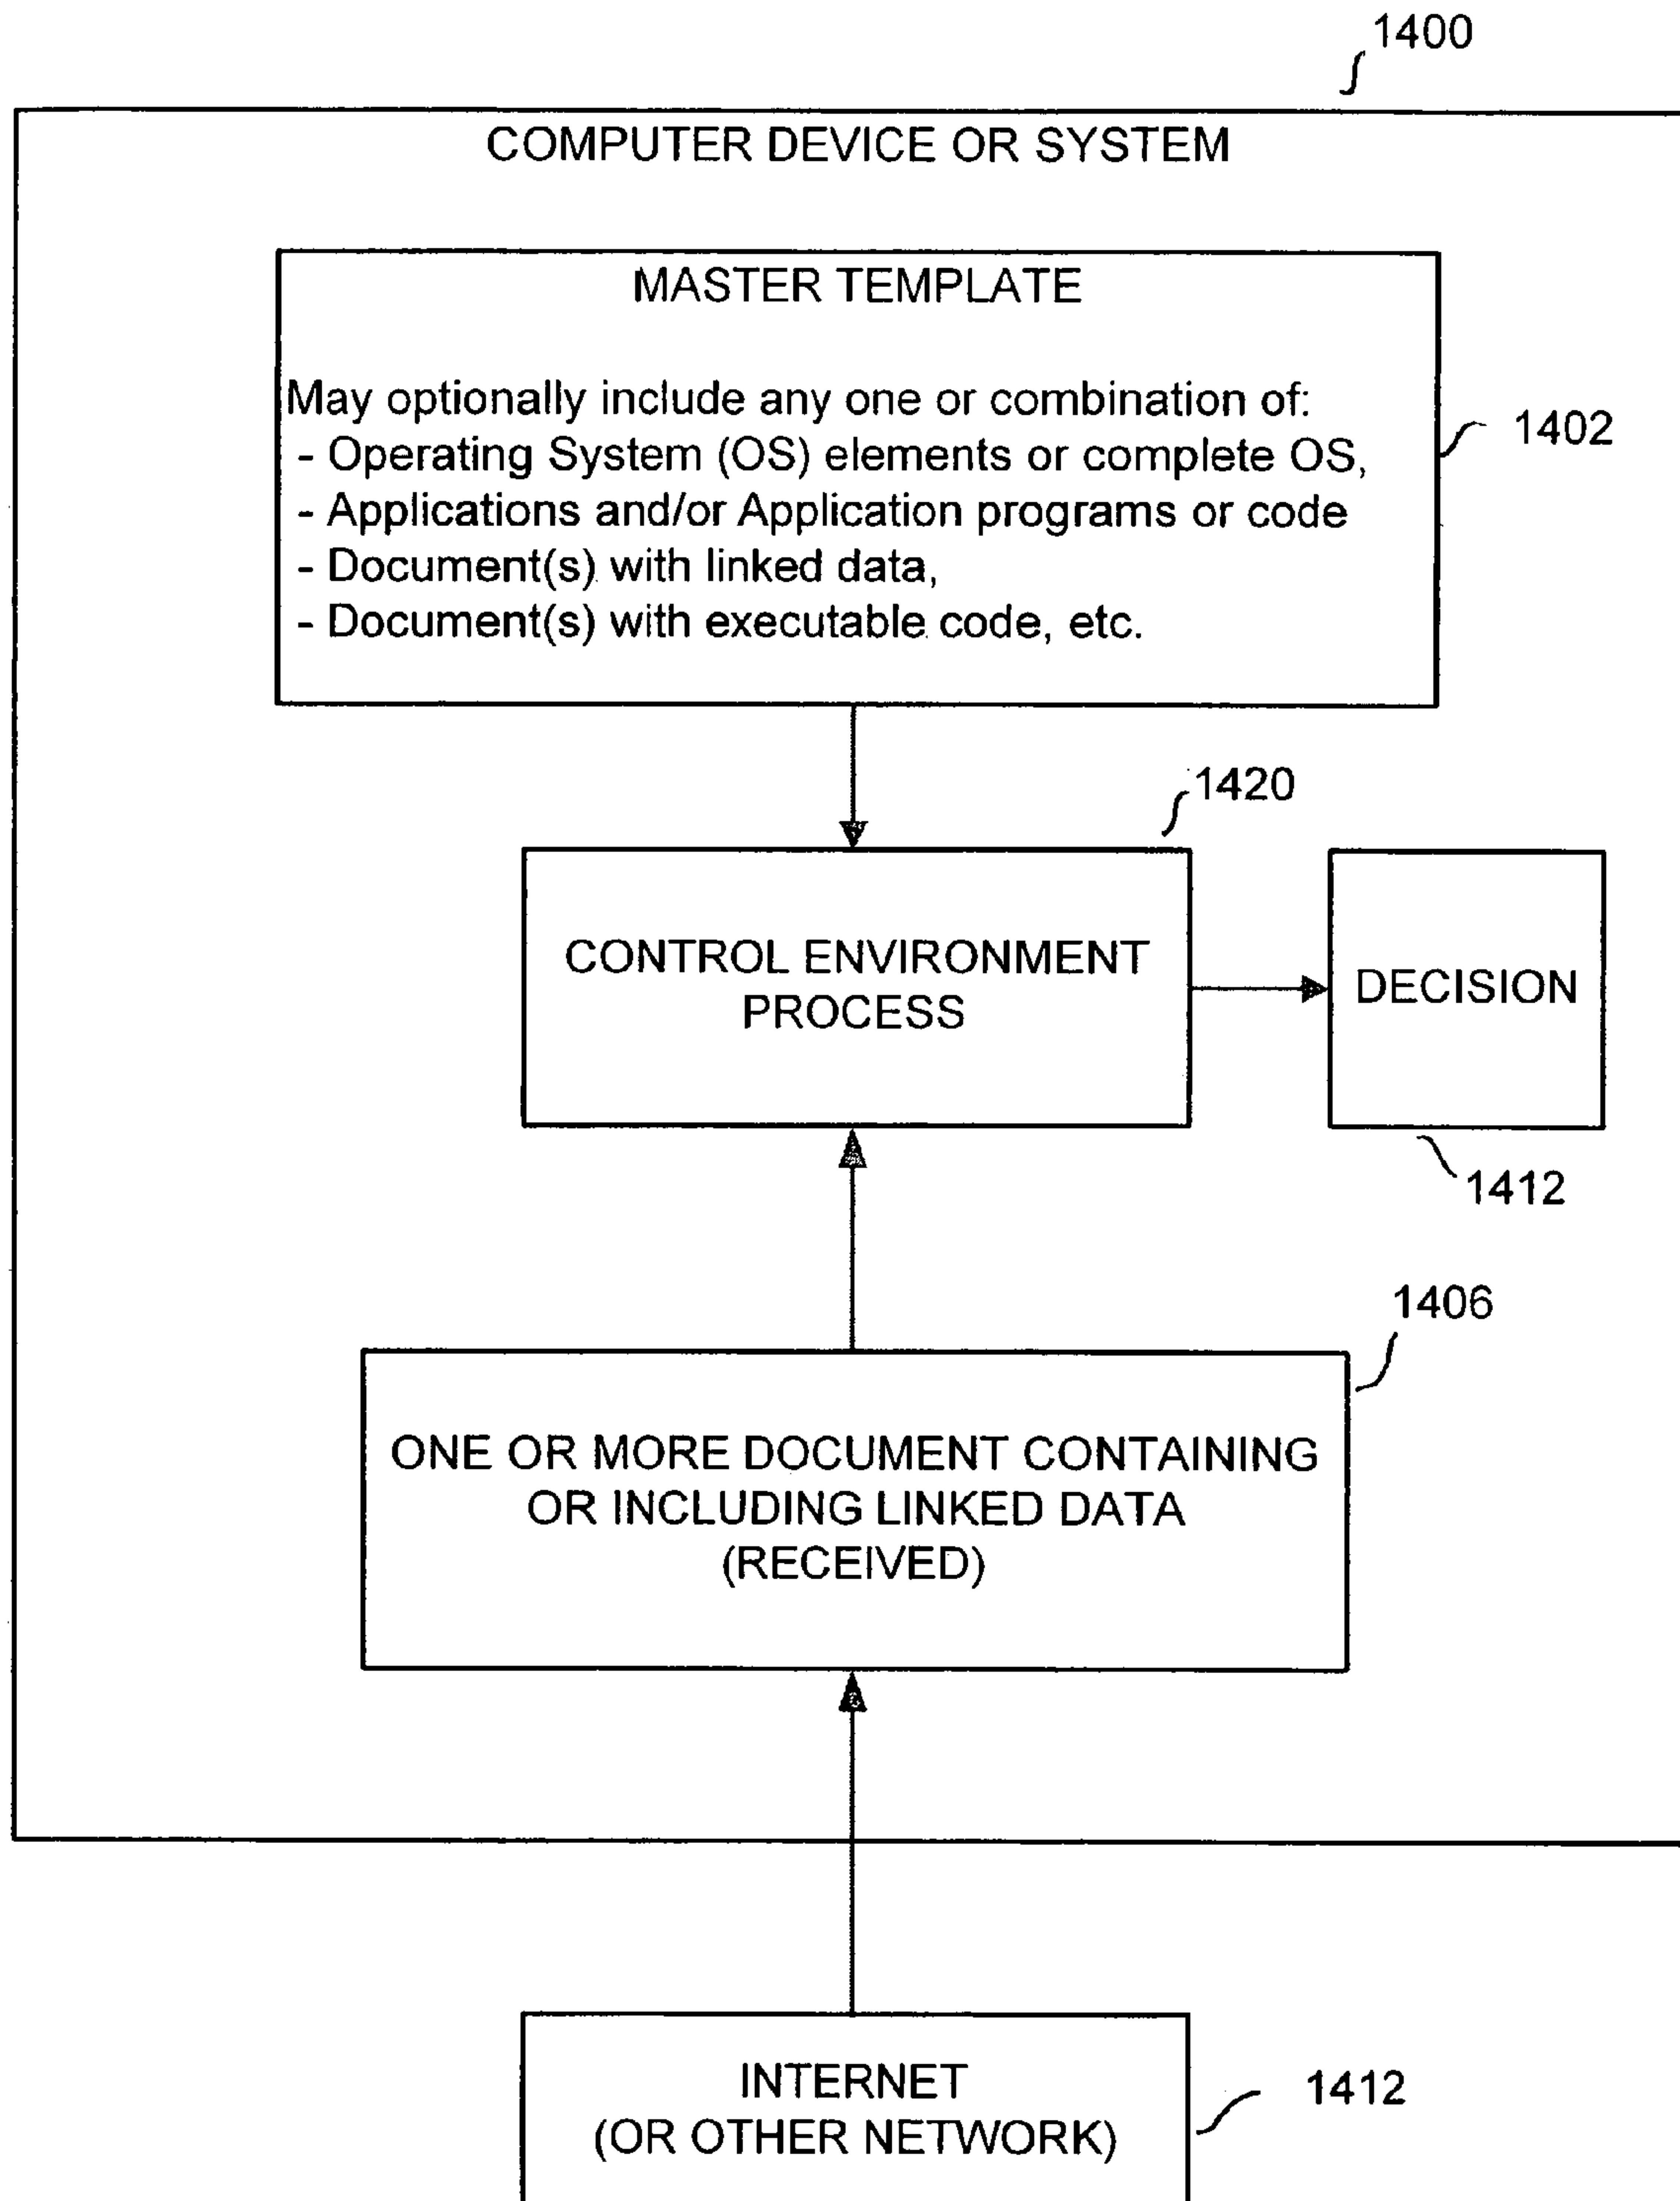 1400
COMPUTER DEVICE OR SYSTEM
MASTER TEMPLATE
May optionally include any one or combination of:
- Operating System (OS) elements or complete OS,
- Applications and/or Application programs or code
- Document(s) with linked data,
- Document(s) with executable code, etc.
1402
1420
CONTROL ENVIRONMENT
PROCESS
DECISION
1412
1406
ONE OR MORE DOCUMENT CONTAINING
OR INCLUDING LINKED DATA
(RECEIVED)
INTERNET
(OR OTHER NETWORK)
1412